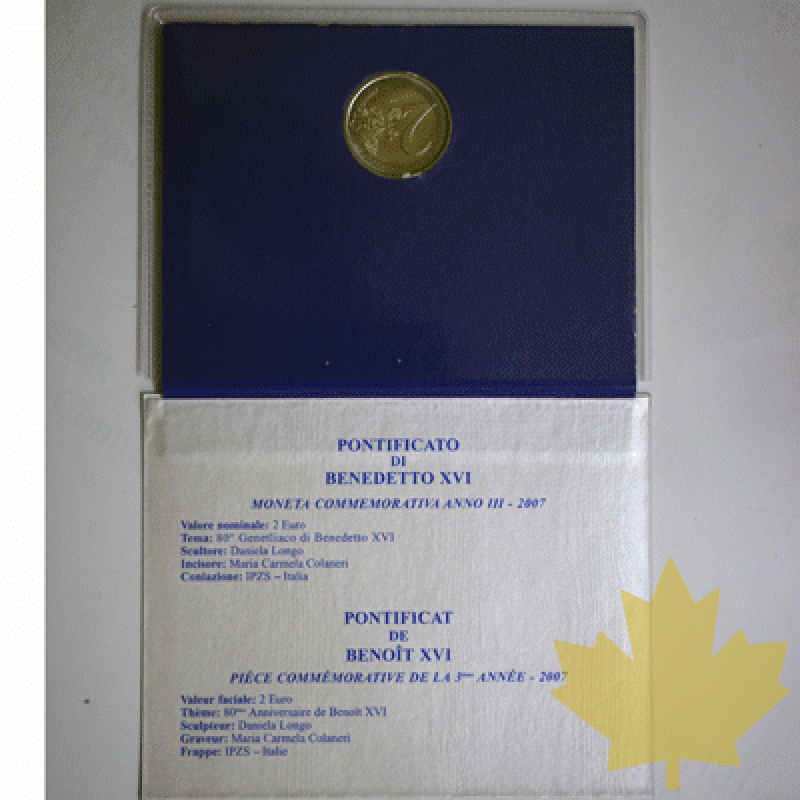 2
PONTIFICATO
DI
BENEDETTO XVI
MONETA COMMEMORATIVA ANNO III - 2007
Valore nominale: 2 Euro
Tema: 80° Genetliaco di Benedetto XVI
Scultore: Daniela Longo
Incisore: Maria Carmela Colaneri
Coniazione: IPZS – Italia
PONTIFICAT
DE
BENOÎT XVI
PIÈCE COMMÉMORATIVE DE LA 3ème ANNÉE - 2007
Valeur faciale: 2 Euro
Thème: 80ème Anniversaire de Benoît XVI
Sculpteur: Daniela Longo
Graveur: Maria Carmela Colaneri
Frappe: IPZS – Italie